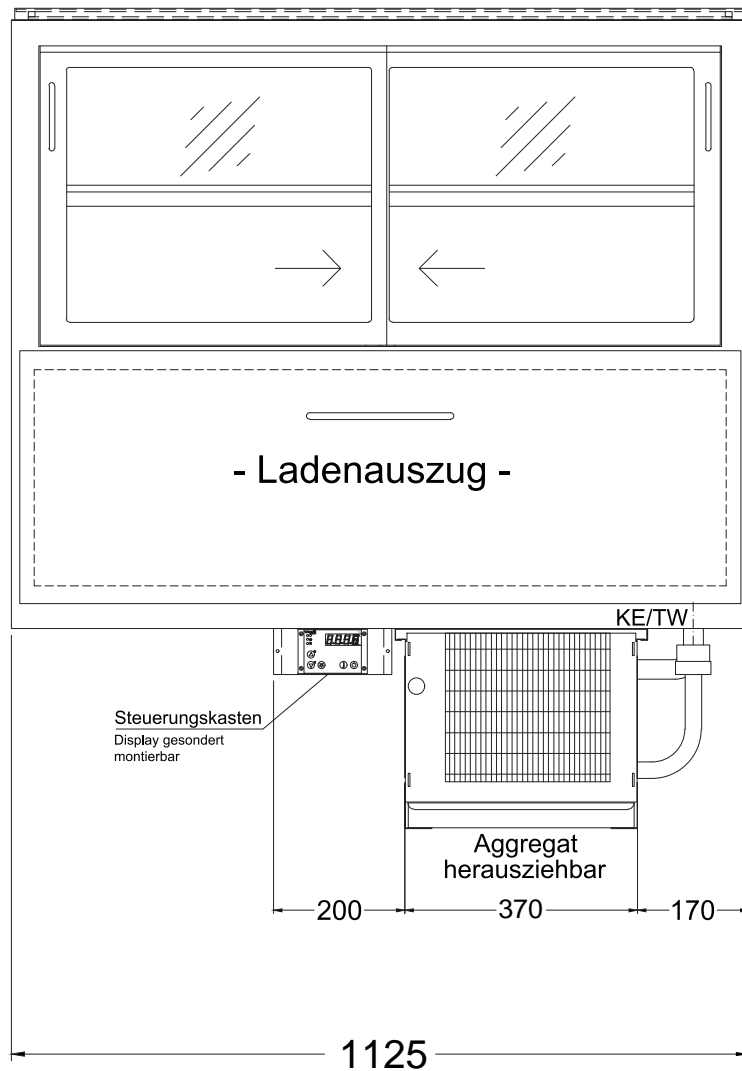 - Ladenauszug -
KE/TW
Steuerungskasten
Display gesondert
montierbar
Aggregat
herausziehbar
200
370
170
1125